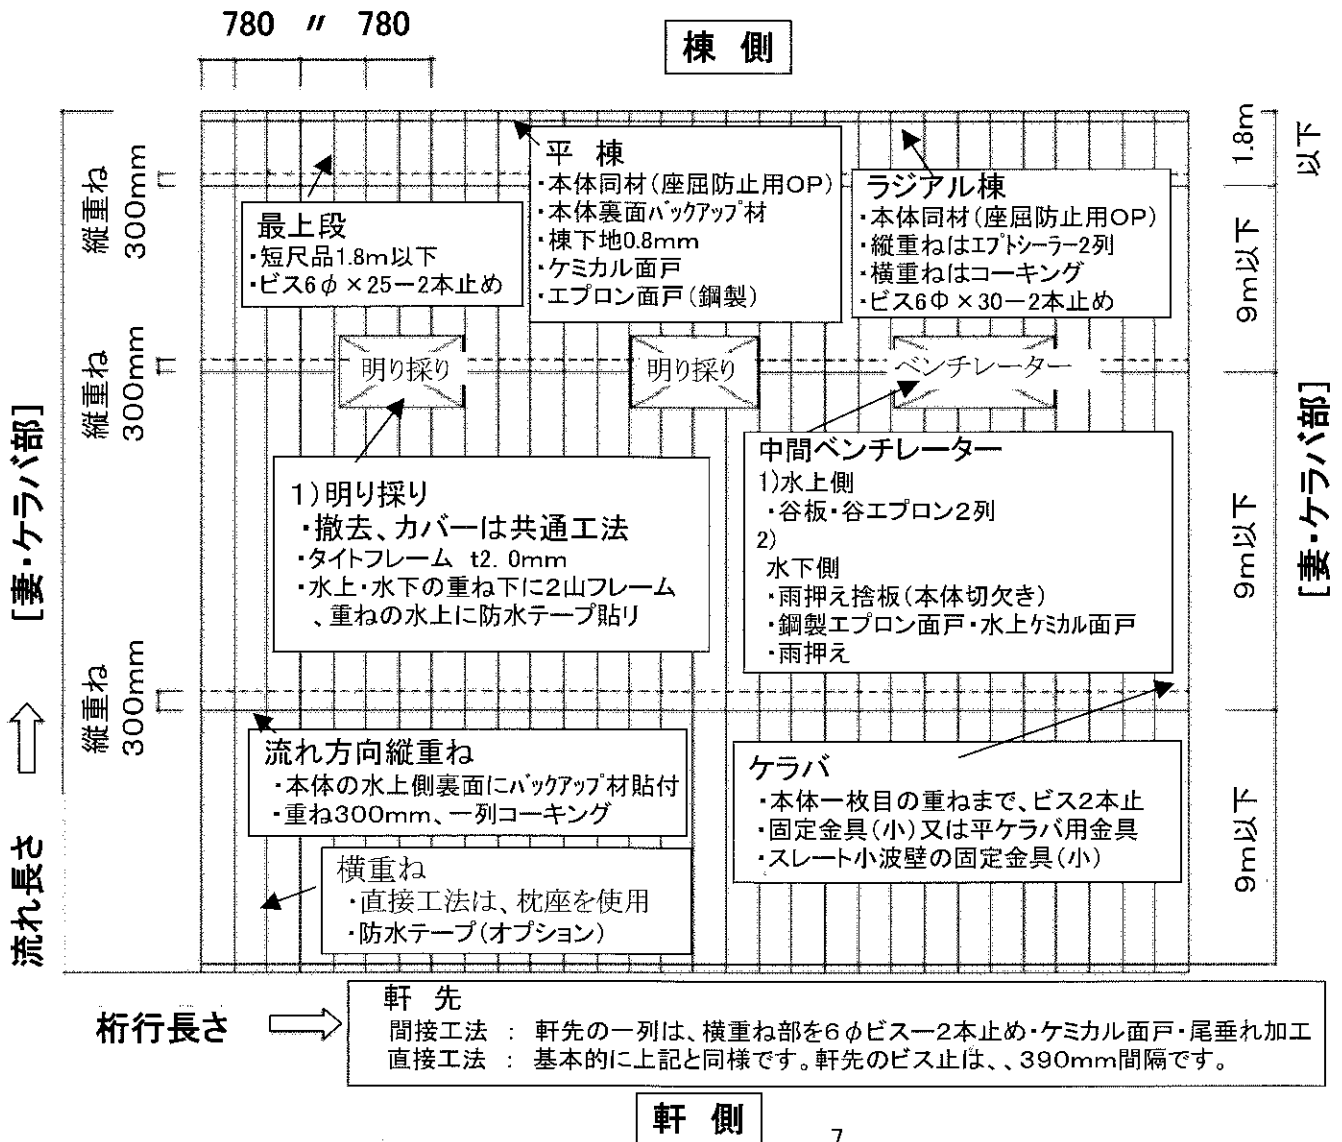 780 〃 780
棟 側
縦重ね
300mm
縦重ね
300mm
縦重ね
300mm
[妻・ケラバ部]
流れ長さ
最上段
・短尺品1.8m以下
・ビス6φ×25－2本止め
平 棟
・本体同材(座屈防止用OP)
・本体裏面バックアップ材
・棟下地0.8mm
・ケミカル面戸
・エプロン面戸(鋼製)
ラジアル棟
・本体同材(座屈防止用OP)
・縦重ねはエプトシーラー2列
・横重ねはコーキング
・ビス6Φ×30－2本止め
1.8m
以下
9m以下
9m以下
9m以下
[妻・ケラバ部]
明り採り
明り採り
ベンチレーター
1)明り採り
・撤去、カバーは共通工法
・タイトフレーム t2.0mm
・水上・水下の重ね下に2山フレーム
、重ねの水上に防水テープ貼り
中間ベンチレーター
1)水上側
・谷板・谷エプロン2列
2)
水下側
・雨押え捨板(本体切欠き)
・鋼製エプロン面戸・水上ケミカル面戸
・雨押え
流れ方向縦重ね
・本体の水上側裏面にバックアップ材貼付
・重ね300mm、一列コーキング
横重ね
・直接工法は、枕座を使用
・防水テープ(オプション)
ケラバ
・本体一枚目の重ねまで、ビス2本止
・固定金具(小)又は平ケラバ用金具
・スレート小波壁の固定金具(小)
桁行長さ
軒 先
間接工法 ： 軒先の一列は、横重ね部を6φビスー2本止め・ケミカル面戸・尾垂れ加工
直接工法 ： 基本的に上記と同様です。軒先のビス止は、、390mm間隔です。
軒 側
7